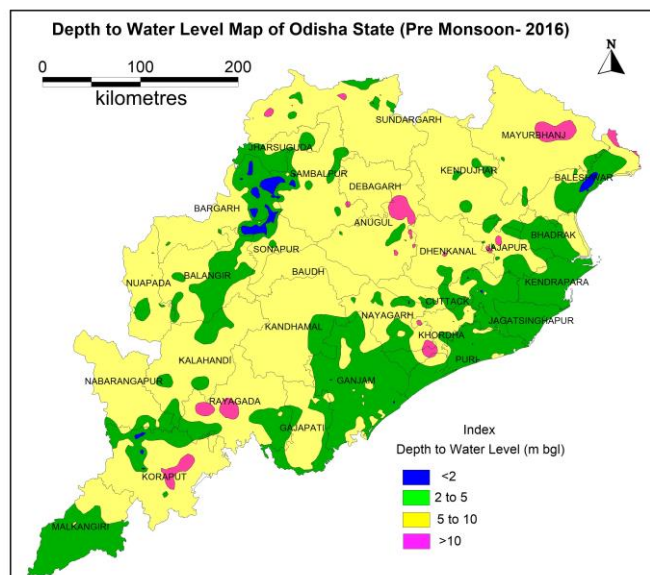 Depth to Water Level Map of Odisha State (Pre Monsoon- 2016)
N
0 100 200
kilometres
SUNDARGARH
MAYURBHANJ
JHARSUGUDA
SAMBALPUR
KENDUJHAR
BALESHWAR
DEBAGARH
BARGARH
ANUGUL
BHADRAK
SONAPUR
DHENKANAL
JAJAPUR
BALANGIR
BAUDH
NUAPADA
KENDRAPARA
CUTTACK
NAYAGARH
JAGATSINGHAPUR
KANDHAMAL
KHORDHA
KALAHANDI
PURI
NABARANGAPUR
GANJAM
RAYAGADA
GAJAPATI
KORAPUT
MALKANGIRI
Index
Depth to Water Level (m bgl)
<2
2 to 5
5 to 10
>10